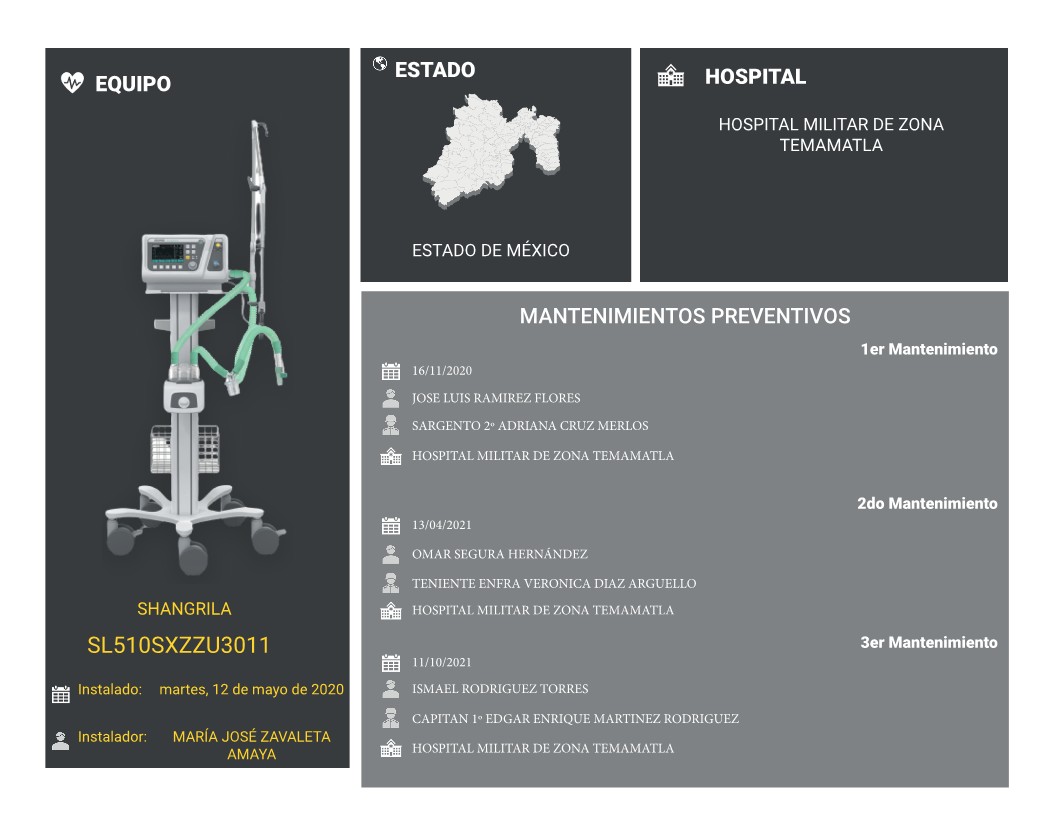 EQUIPO
SHANGRILA
SL510SXZZU3011
Instalado: martes, 12 de mayo de 2020
Instalador: MARÍA JOSÉ ZAVALETA
AMAYA
ESTADO
ESTADO DE MÉXICO
HOSPITAL
HOSPITAL MILITAR DE ZONA
TEMAMATLA
MANTENIMIENTOS PREVENTIVOS
1er Mantenimiento
16/11/2020
JOSE LUIS RAMIREZ FLORES
SARGENTO 2º ADRIANA CRUZ MERLOS
HOSPITAL MILITAR DE ZONA TEMAMATLA
2do Mantenimiento
13/04/2021
OMAR SEGURA HERNÁNDEZ
TENIENTE ENFRA VERONICA DIAZ ARGUELLO
HOSPITAL MILITAR DE ZONA TEMAMATLA
3er Mantenimiento
11/10/2021
ISMAEL RODRIGUEZ TORRES
CAPITAN 1º EDGAR ENRIQUE MARTINEZ RODRIGUEZ
HOSPITAL MILITAR DE ZONA TEMAMATLA